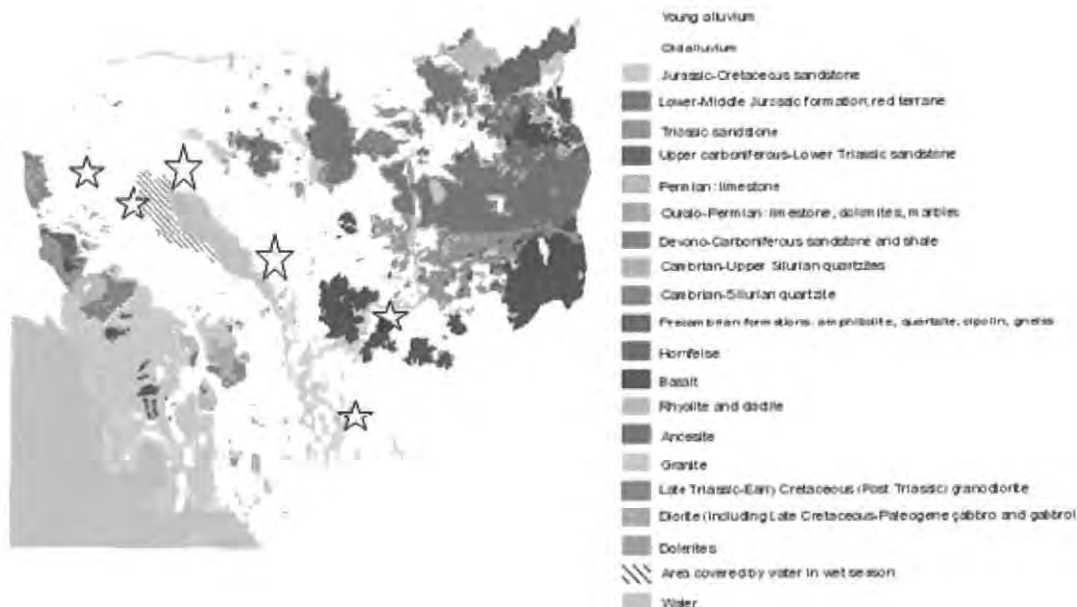 Young alluvium
Old alluvium
Jurassic-Cretaceous sandstone
Lower-Middle Jurassic formation, red terrane
Triassic sandstone
Upper carboniferous-Lower Triassic sandstone
Permian: limestone
Ouralo-Permian: limestone, dolomites, marbles
Devono-Carboniferous sandstone and shale
Cambrian-Upper Silurian quartzites
Cambrian-Silurian quartzite
Precambrian formations: amphibolite, quartzite, cipolin, gneiss
Hornfelse
Basalt
Rhyolite and dacite
Andesite
Granite
Late Triassic-Earl) Cretaceous (Post Triassic) granodiorite
Diorite (including Late Cretaceous-Paleogene gabbro and
Dolerites
Area covered by water in wet season
Water